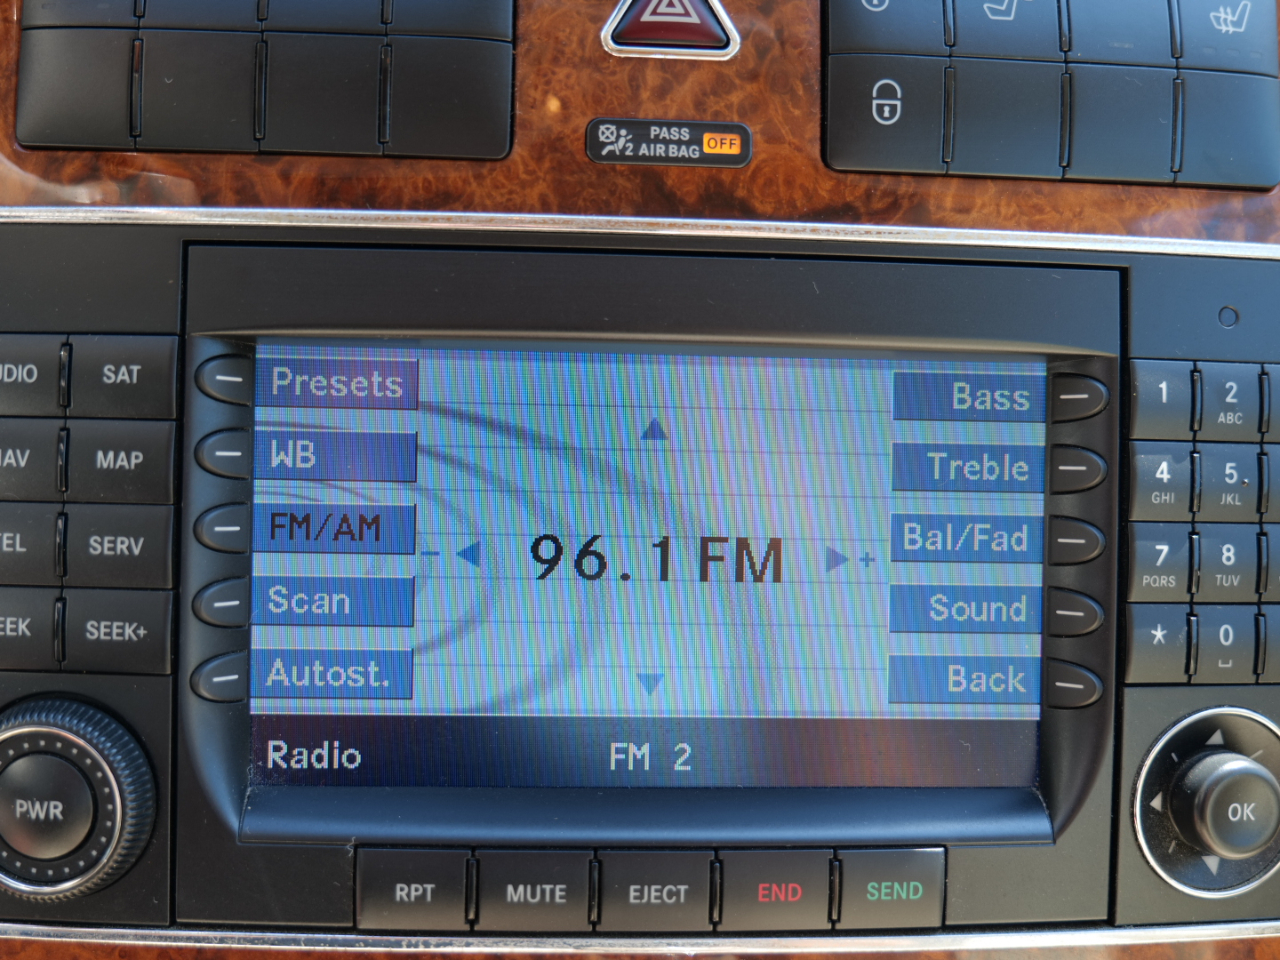 PASS
2 AIRBAG OFF
Presets
WB
FM/AM
Scan
Autost.
96.1 FM
- +
Bass
Treble
Bal/Fad
Sound
Back
Radio FM 2
SAT
MAP
SERV
SEEK+
PWR
1 2 ABC
4 GHI 5 JKL
7 PQRS 8 TUV
* 0
OK
RPT MUTE EJECT END SEND